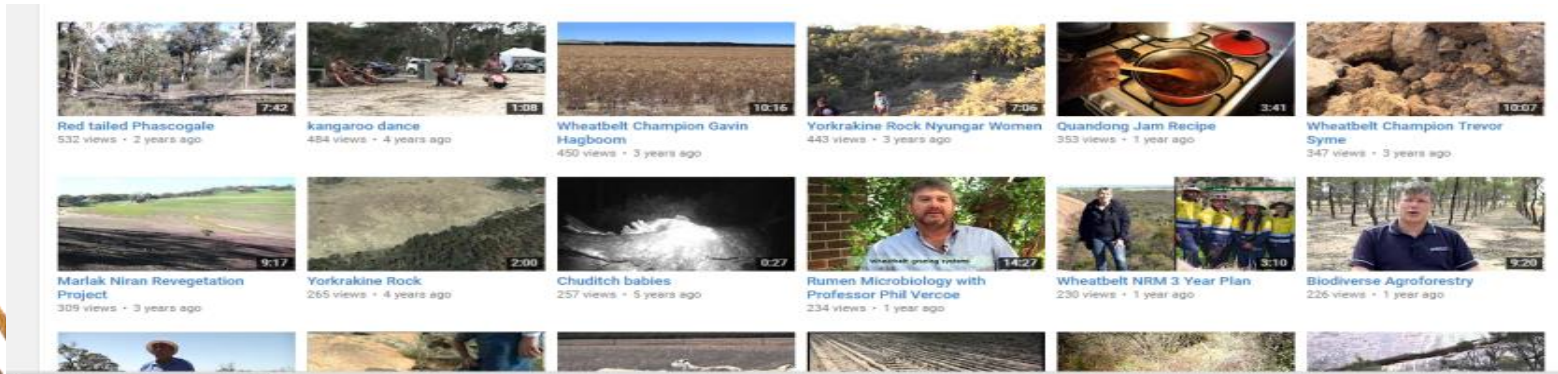 7:42
1:08
10:16
7:06
3:41
10:07
Red tailed Phascogale
532 views • 2 years ago
kangaroo dance
484 views • 4 years ago
Wheatbelt Champion Gavin
Hagboom
450 views • 3 years ago
Yorkrakine Rock Nyungar Women
443 views • 3 years ago
Quandong Jam Recipe
353 views • 1 year ago
Wheatbelt Champion Trevor
Syme
347 views • 3 years ago
9:17
2:00
0:27
Wheatbelt grazing systems
14:27
3:10
9:20
Marlak Niran Revegetation
Project
309 views • 3 years ago
Yorkrakine Rock
265 views • 4 years ago
Chuditch babies
257 views • 5 years ago
Rumen Microbiology with
Professor Phil Vercoe
234 views • 1 year ago
Wheatbelt NRM 3 Year Plan
230 views • 1 year ago
Biodiverse Agroforestry
226 views • 1 year ago